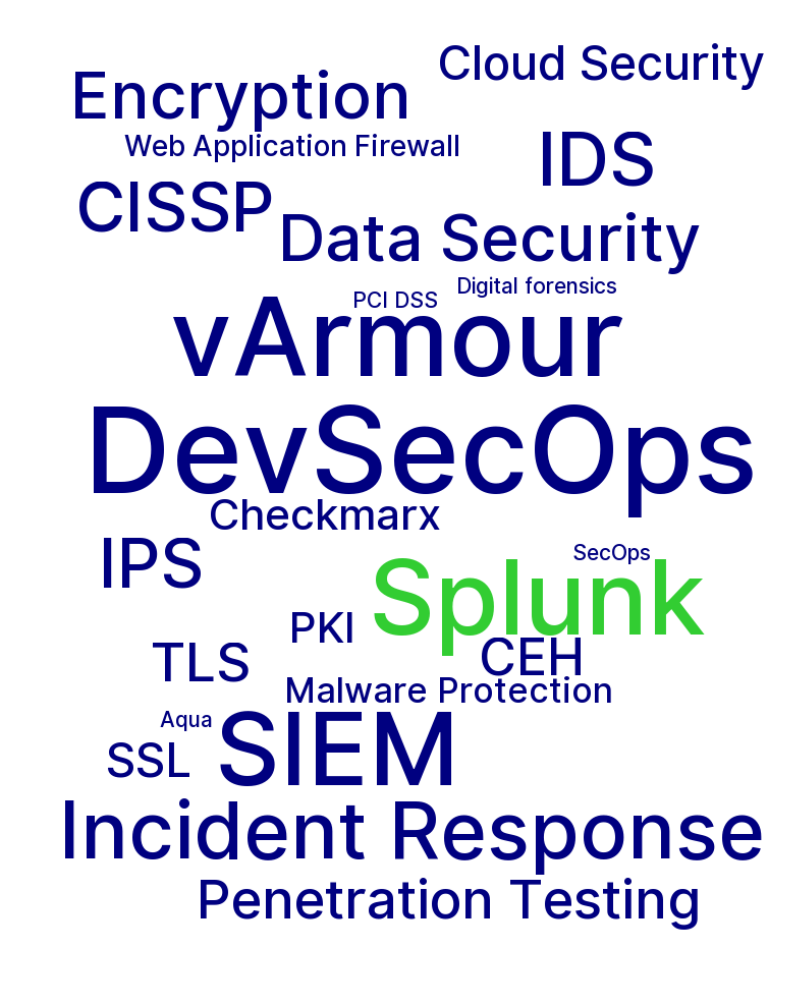 Cloud Security
Encryption
Web Application Firewall
IDS
CISSP
Data Security
Digital forensics
PCI DSS
vArmour
DevSecOps
Checkmarx
IPS
SecOps
Splunk
PKI
CEH
TLS
Malware Protection
Aqua
SIEM
SSL
Incident Response
Penetration Testing